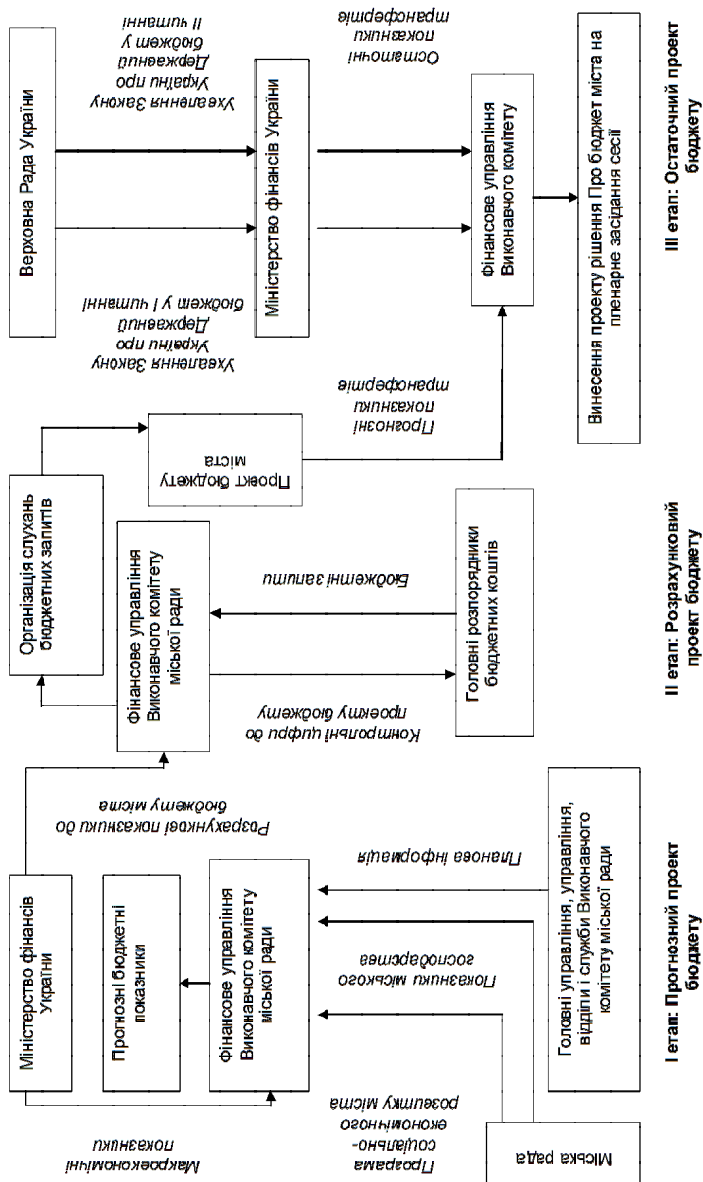 Міністерство фінансів
України
Прогнозні бюджетні
показники
Фінансове управління
Виконавчого комітету
міської ради
Макроекономічні
показники
Програма
соціально-
економічного
розвитку міста
Показники міського
господарства
Планова інформація
Міська рада
Головні управління, управління,
відділи і служби Виконавчого
комітету міської ради
І етап: Прогнозний проект
бюджету
Розрахункові показники до
бюджету міста
Організація слухань
бюджетних запитів
Фінансове управління
Виконавчого комітету
міської ради
Проект бюджету
міста
Контрольні цифри до
проекту бюджету
Бюджетні запити
Головні розпорядники
бюджетних коштів
ІІ етап: Розрахунковий
проект бюджету
Верховна Рада України
Ухвалення Закону
України про
Державний
бюджет у І читанні
Ухвалення Закону
України про
Державний
бюджет у
ІІ читанні
Міністерство фінансів України
Прогнозні
показники
трансфертів
Остаточні
показники
трансфертів
Фінансове управління
Виконавчого комітету
Винесення проекту рішення Про бюджет міста на
пленарне засідання сесії
ІІІ етап: Остаточний проект
бюджету